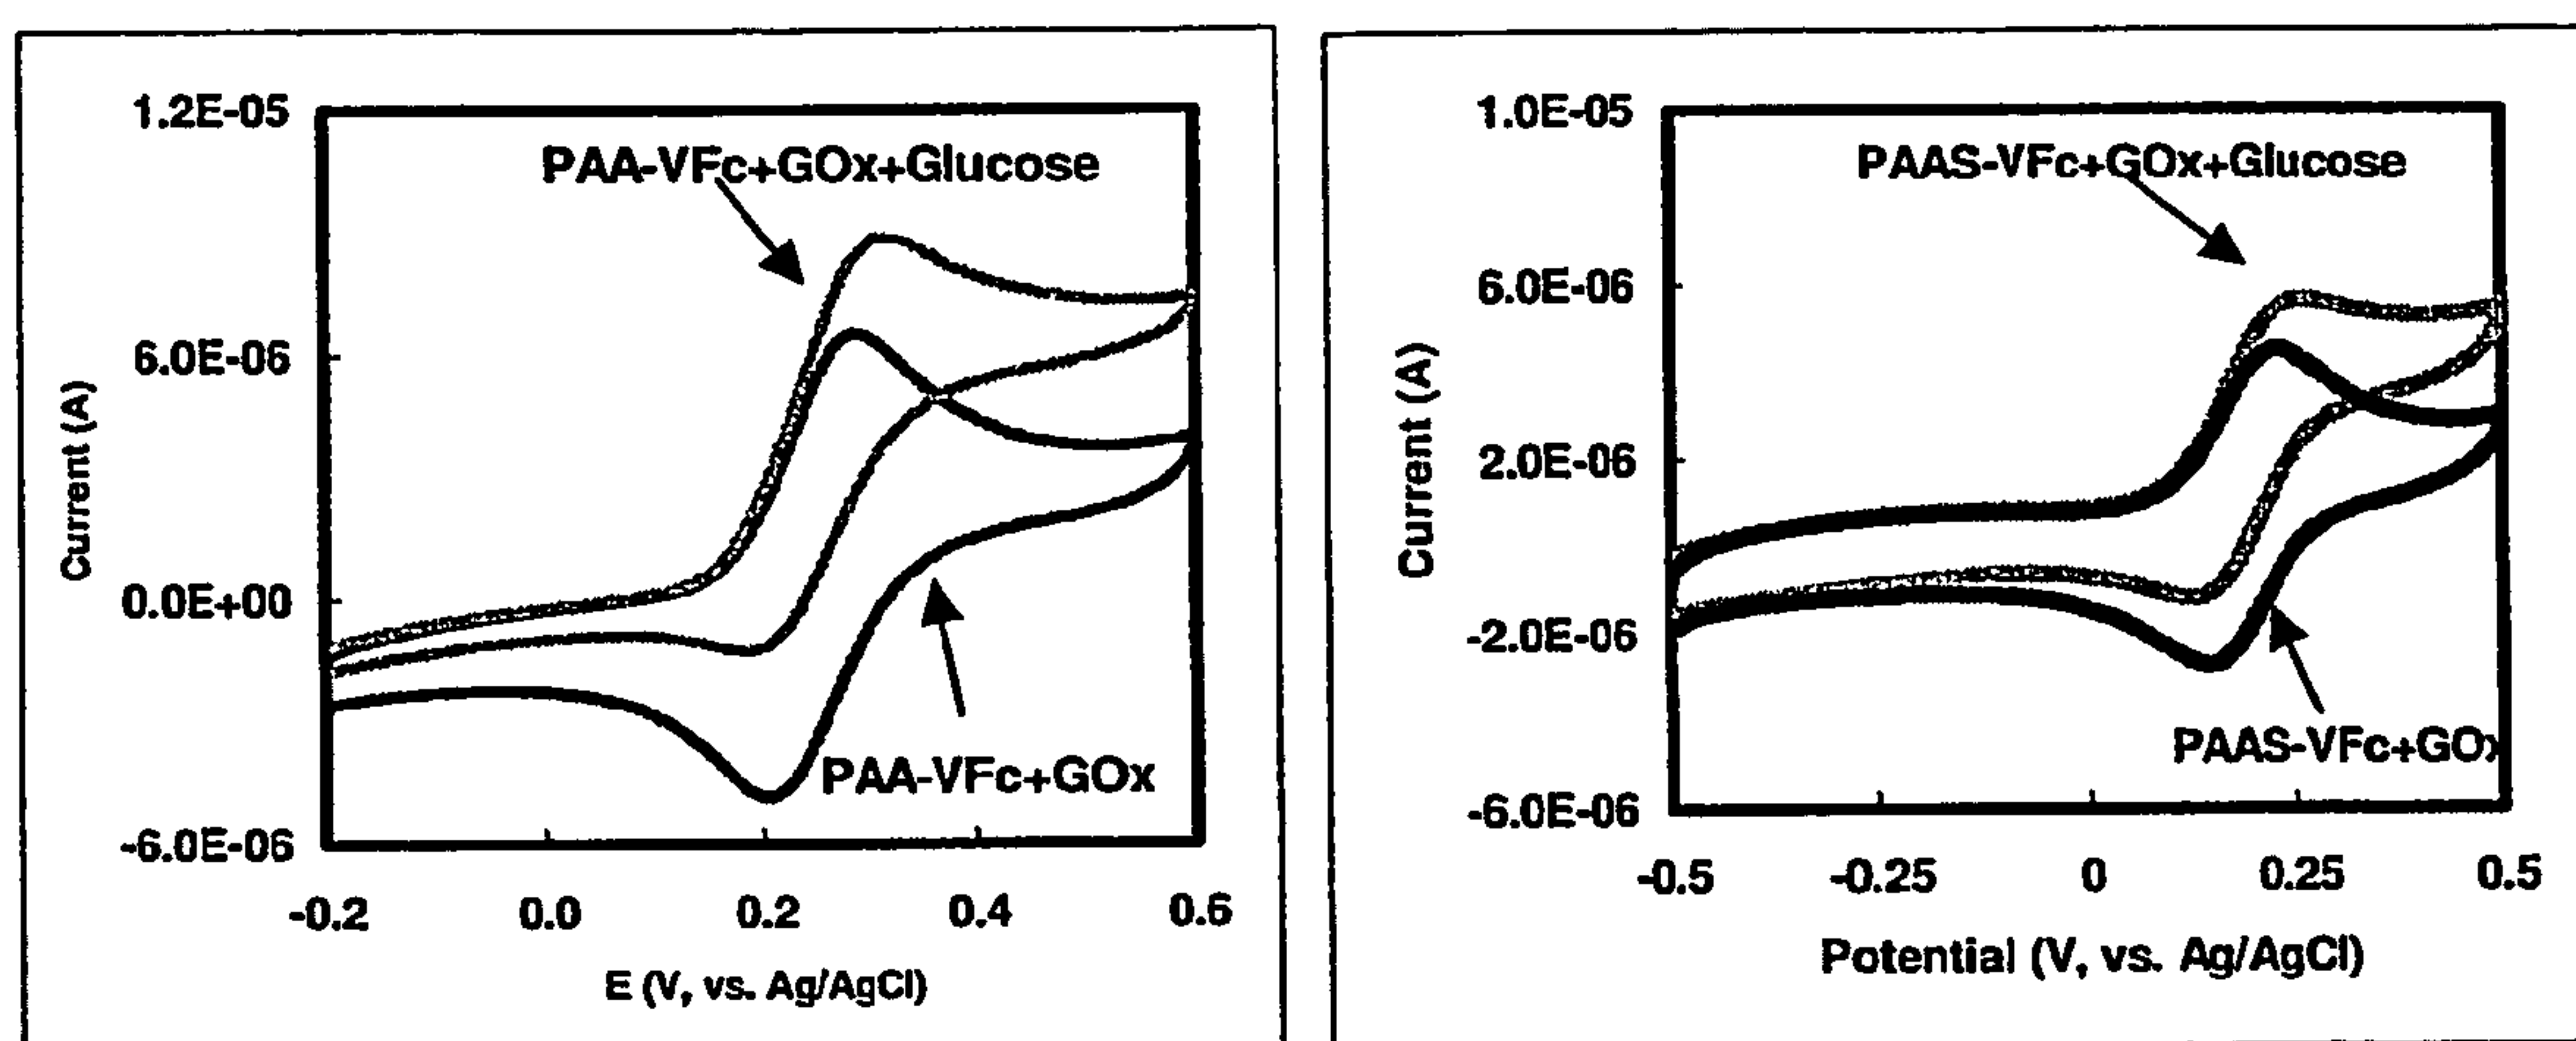 1.2E-05
PAA-VFc+GOx+Glucose
6.0E-06
Current (A)
0.0E+00
PAA-VFc+GOx
-6.0E-06
-0.2 0.0 0.2 0.4 0.6
E (V, vs. Ag/AgCl)
1.0E-05
PAAS-VFc+GOx+Glucose
6.0E-06
Current (A)
2.0E-06
-2.0E-06
PAAS-VFc+GOx
-6.0E-06
-0.5 -0.25 0 0.25 0.5
Potential (V, vs. Ag/AgCl)